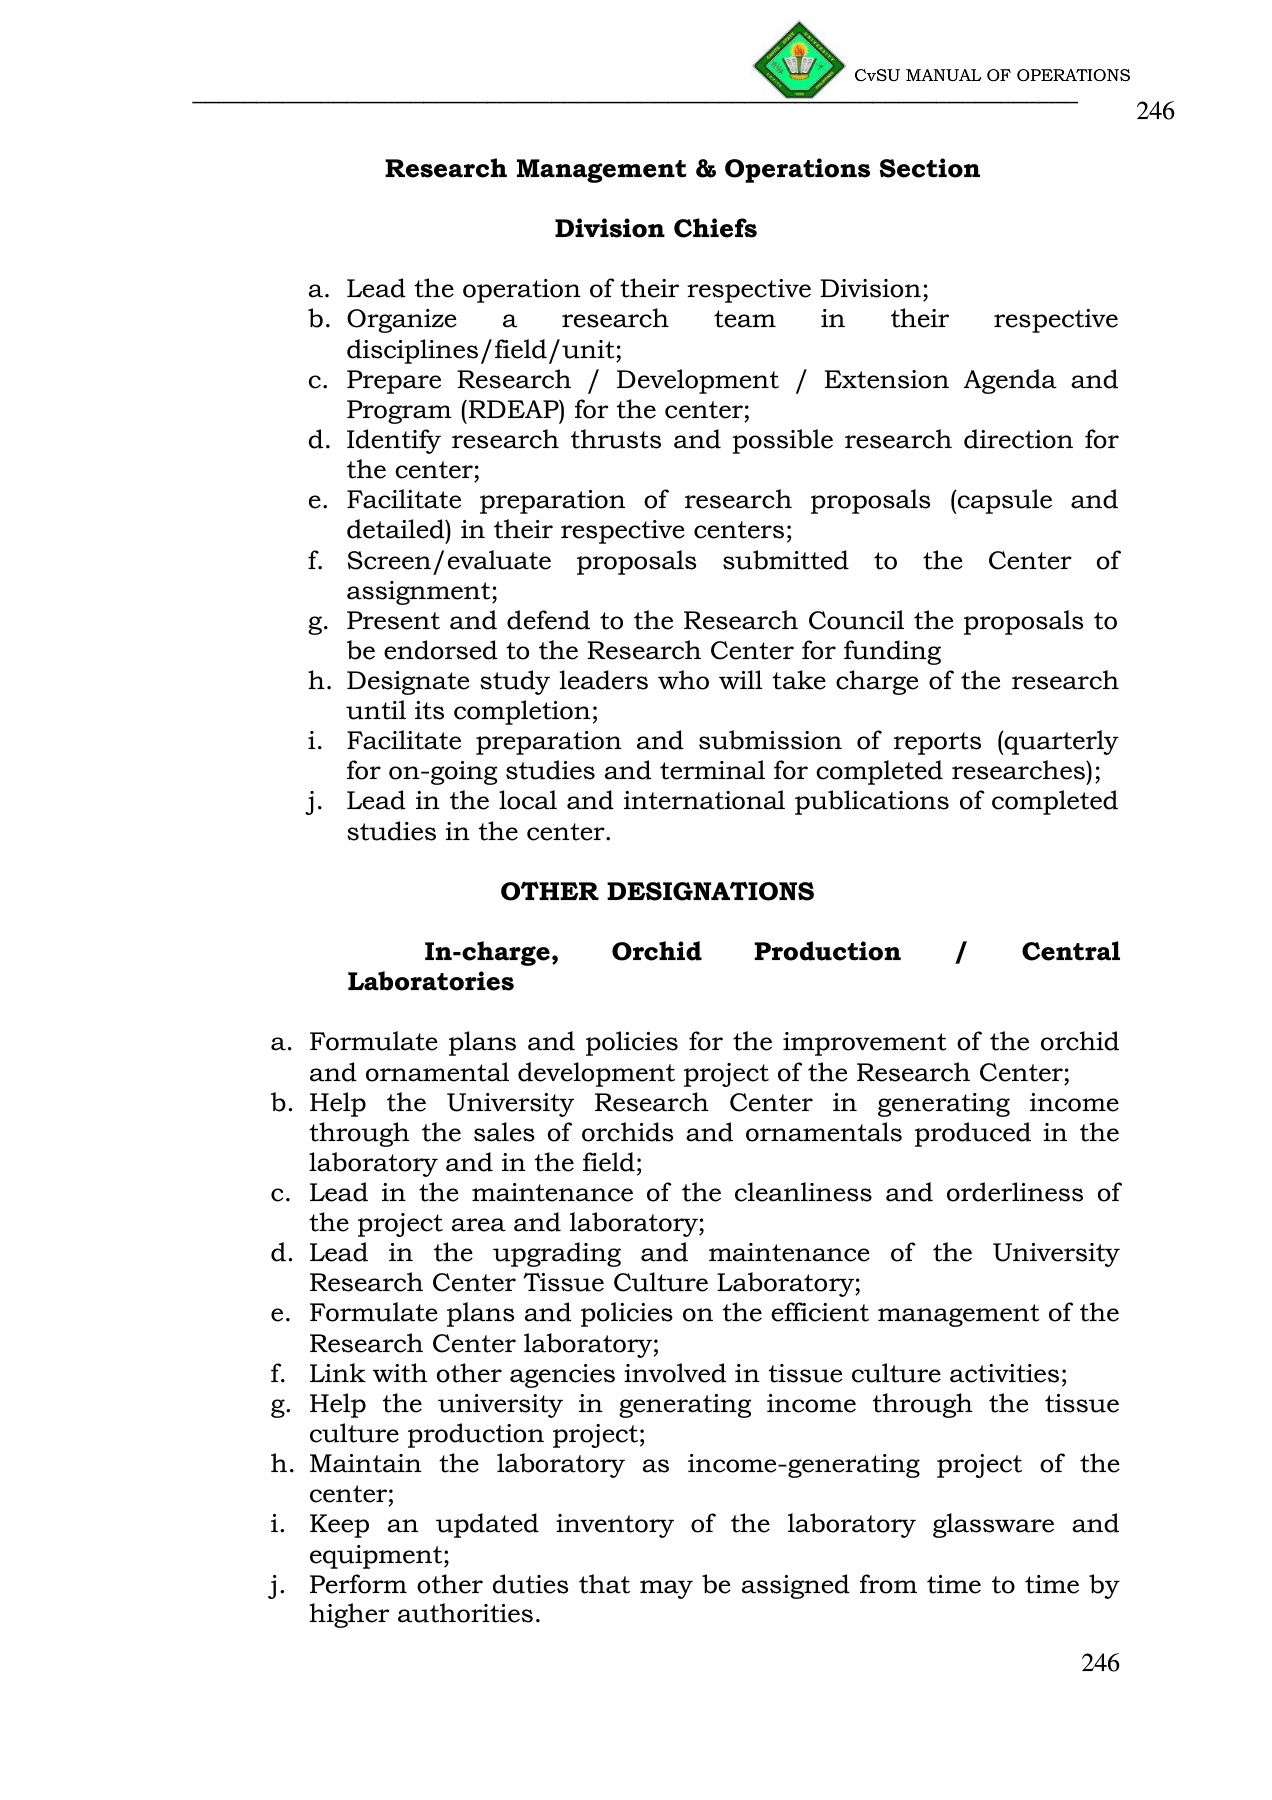 CvSU MANUAL OF OPERATIONS
246
Research Management & Operations Section
Division Chiefs
a. Lead the operation of their respective Division;
b. Organize a research team in their respective
disciplines/field/unit;
c. Prepare Research / Development / Extension Agenda and
Program (RDEAP) for the center;
d. Identify research thrusts and possible research direction for
the center;
e. Facilitate preparation of research proposals (capsule and
detailed) in their respective centers;
f. Screen/evaluate proposals submitted to the Center of
assignment;
g. Present and defend to the Research Council the proposals to
be endorsed to the Research Center for funding
h. Designate study leaders who will take charge of the research
until its completion;
i. Facilitate preparation and submission of reports (quarterly
for on-going studies and terminal for completed researches);
j. Lead in the local and international publications of completed
studies in the center.
OTHER DESIGNATIONS
In-charge, Orchid Production / Central
Laboratories
a. Formulate plans and policies for the improvement of the orchid
and ornamental development project of the Research Center;
b. Help the University Research Center in generating income
through the sales of orchids and ornamentals produced in the
laboratory and in the field;
c. Lead in the maintenance of the cleanliness and orderliness of
the project area and laboratory;
d. Lead in the upgrading and maintenance of the University
Research Center Tissue Culture Laboratory;
e. Formulate plans and policies on the efficient management of the
Research Center laboratory;
f. Link with other agencies involved in tissue culture activities;
g. Help the university in generating income through the tissue
culture production project;
h. Maintain the laboratory as income-generating project of the
center;
i. Keep an updated inventory of the laboratory glassware and
equipment;
j. Perform other duties that may be assigned from time to time by
higher authorities.
246